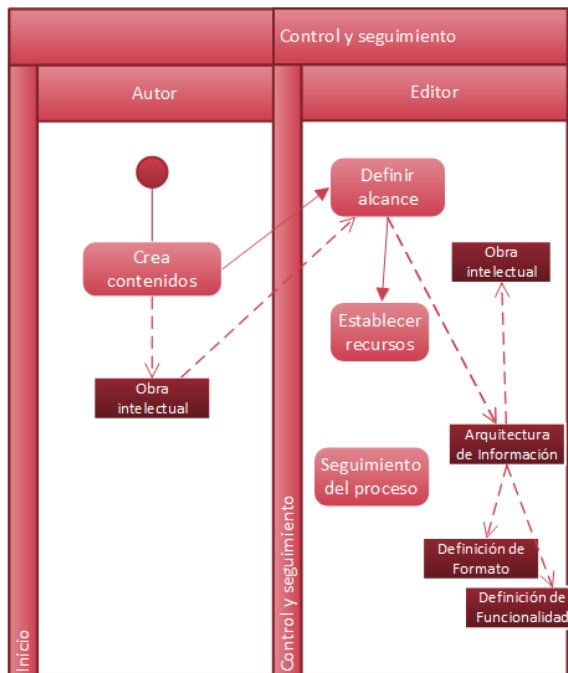 Control y seguimiento
Autor
Editor
Definir
alcance
Crea
contenidos
Obra
intelectual
Establecer
recursos
Obra
intelectual
Arquitectura
de Información
Seguimiento
del proceso
Definición de
Formato
Definición de
Funcionalidad
Inicio
Control y seguimiento